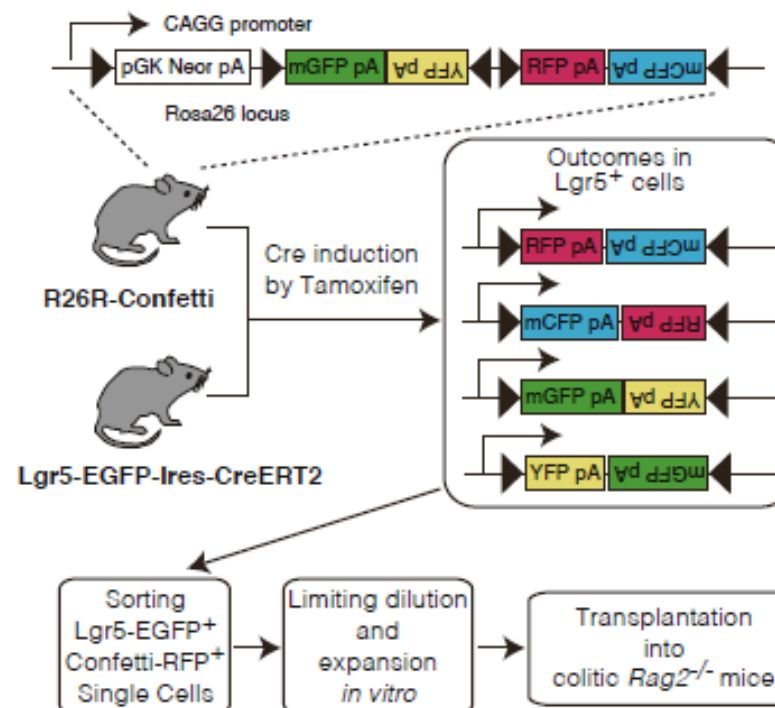 CAGG promoter
pGK Neor pA mGFP pA YFP pA RFP pA mCFP pA
Rosa26 locus
R26R-Confetti
Lgr5-EGFP-Ires-CreERT2
Cre induction
by Tamoxifen
Outcomes in
Lgr5+ cells
RFP pA mCFP pA
mCFP pA RFP pA
mGFP pA YFP pA
YFP pA mGFP pA
Sorting
Lgr5-EGFP+
Confetti-RFP+
Single Cells
Limiting dilution
and
expansion
in vitro
Transplantation
into
colitic Rag2-/- mice